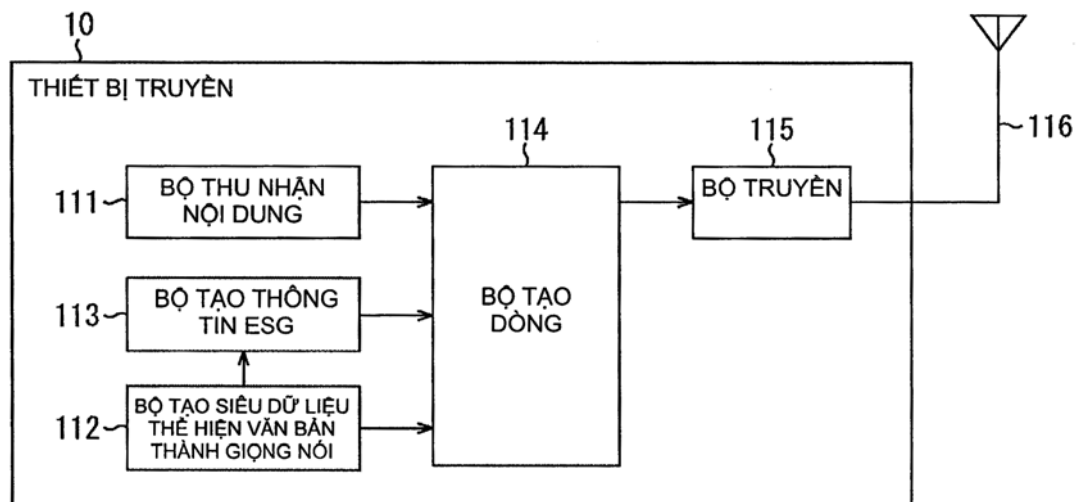 10
THIẾT BỊ TRUYỀN
116
114
115
111
BỘ THU NHẬN
NỘI DUNG
BỘ TRUYỀN
113
BỘ TẠO THÔNG
TIN ESG
BỘ TẠO
DÒNG
112
BỘ TẠO SIÊU DỮ LIỆU
THỂ HIỆN VĂN BẢN
THÀNH GIỌNG NÓI